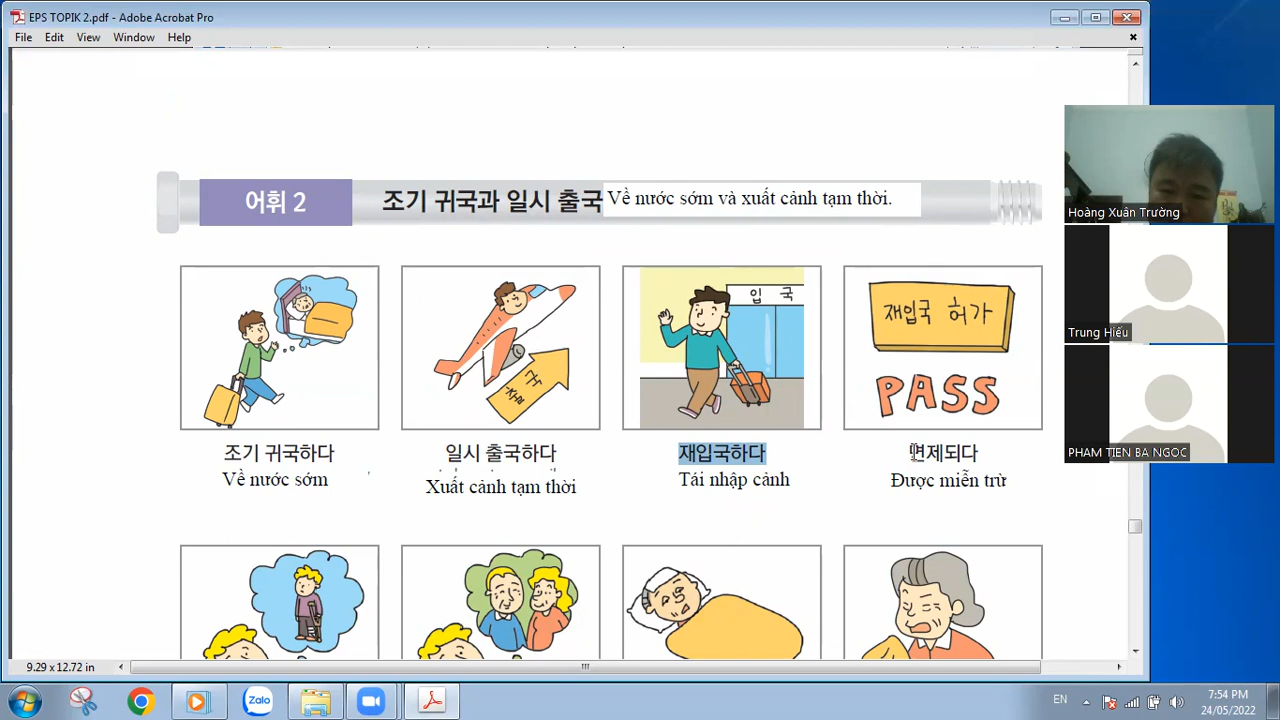 EPS TOPIK 2.pdf - Adobe Acrobat Pro
File Edit View Window Help
어휘 2
조기 귀국과 일시 출국
Về nước sớm và xuất cảnh tạm thời.
출국
입 국
재입국 허가
PASS
조기 귀국하다
일시 출국하다
재입국하다
면제되다
Về nước sớm
Xuất cảnh tạm thời
Tái nhập cảnh
Được miễn trừ
Hoàng Xuân Trường
Trung Hiếu
PHAM TIEN BA NGOC
9.29 x 12.72 in
Zalo
EN
7:54 PM
24/05/2022